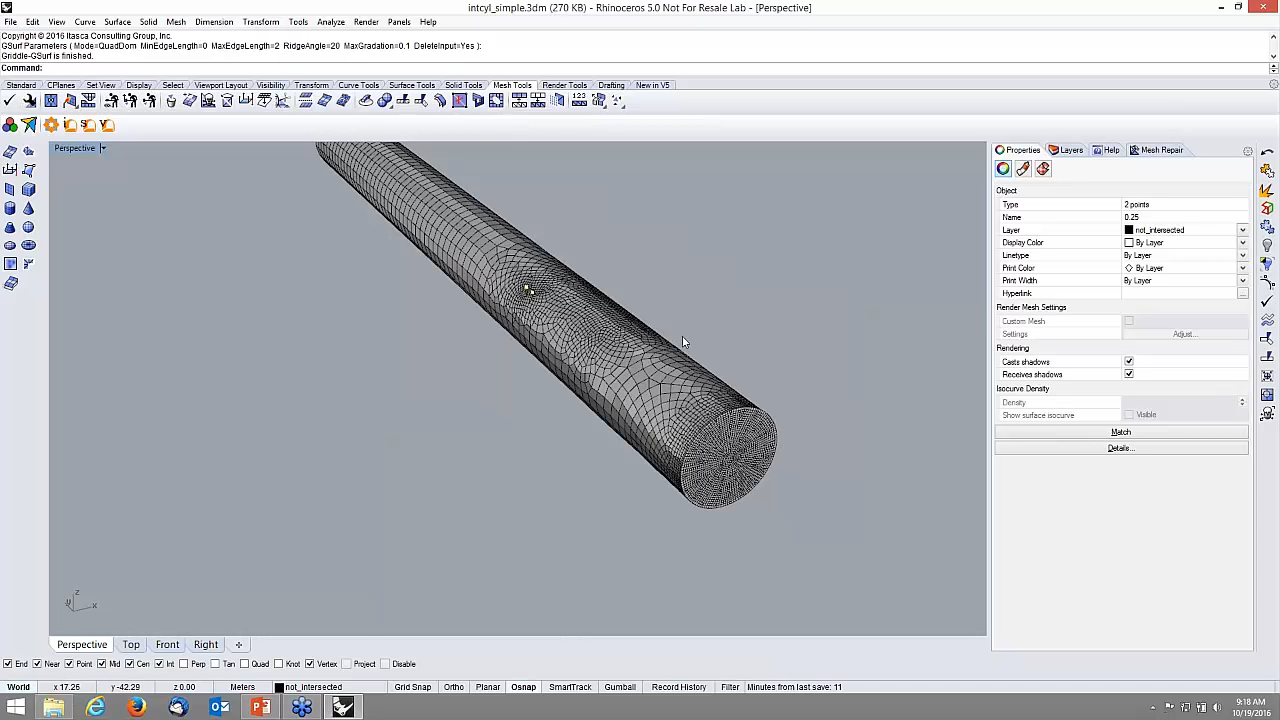 intcyl_simple.3dm (270 KB) - Rhinoceros 5.0 Not For Resale Lab - [Perspective]
File Edit View Curve Surface Solid Mesh Dimension Transform Tools Analyze Render Panels Help
Copyright © 2016 Itasca Consulting Group, Inc.
GSurf Parameters ( Mode=QuadDom MinEdgeLength=0 MaxEdgeLength=2 RidgeAngle=20 MaxGradation=0.1 DeleteInput=Yes ):
Griddle-GSurf is finished.
Command:
Standard CPlanes Set View Display Select Viewport Layout Visibility Transform Curve Tools Surface Tools Solid Tools Mesh Tools Render Tools Drafting New in V5
Perspective
Properties Layers Help Mesh Repair
Object
Type 2 points
Name 0.25
Layer not_intersected
Display Color By Layer
Linetype By Layer
Print Color By Layer
Print Width By Layer
Hyperlink ...
Render Mesh Settings
Custom Mesh
Settings Adjust...
Rendering
Casts shadows
Receives shadows
Isocurve Density
Density
Show surface isocurve Visible
Match
Details...
z
y x
Perspective Top Front Right
End Near Point Mid Cen Int Perp Tan Quad Knot Vertex Project Disable
World x 17.26 y -42.29 z 0.00 Meters not_intersected Grid Snap Ortho Planar Osnap SmartTrack Gumball Record History Filter Minutes from last save: 11
9:18 AM
10/19/2016